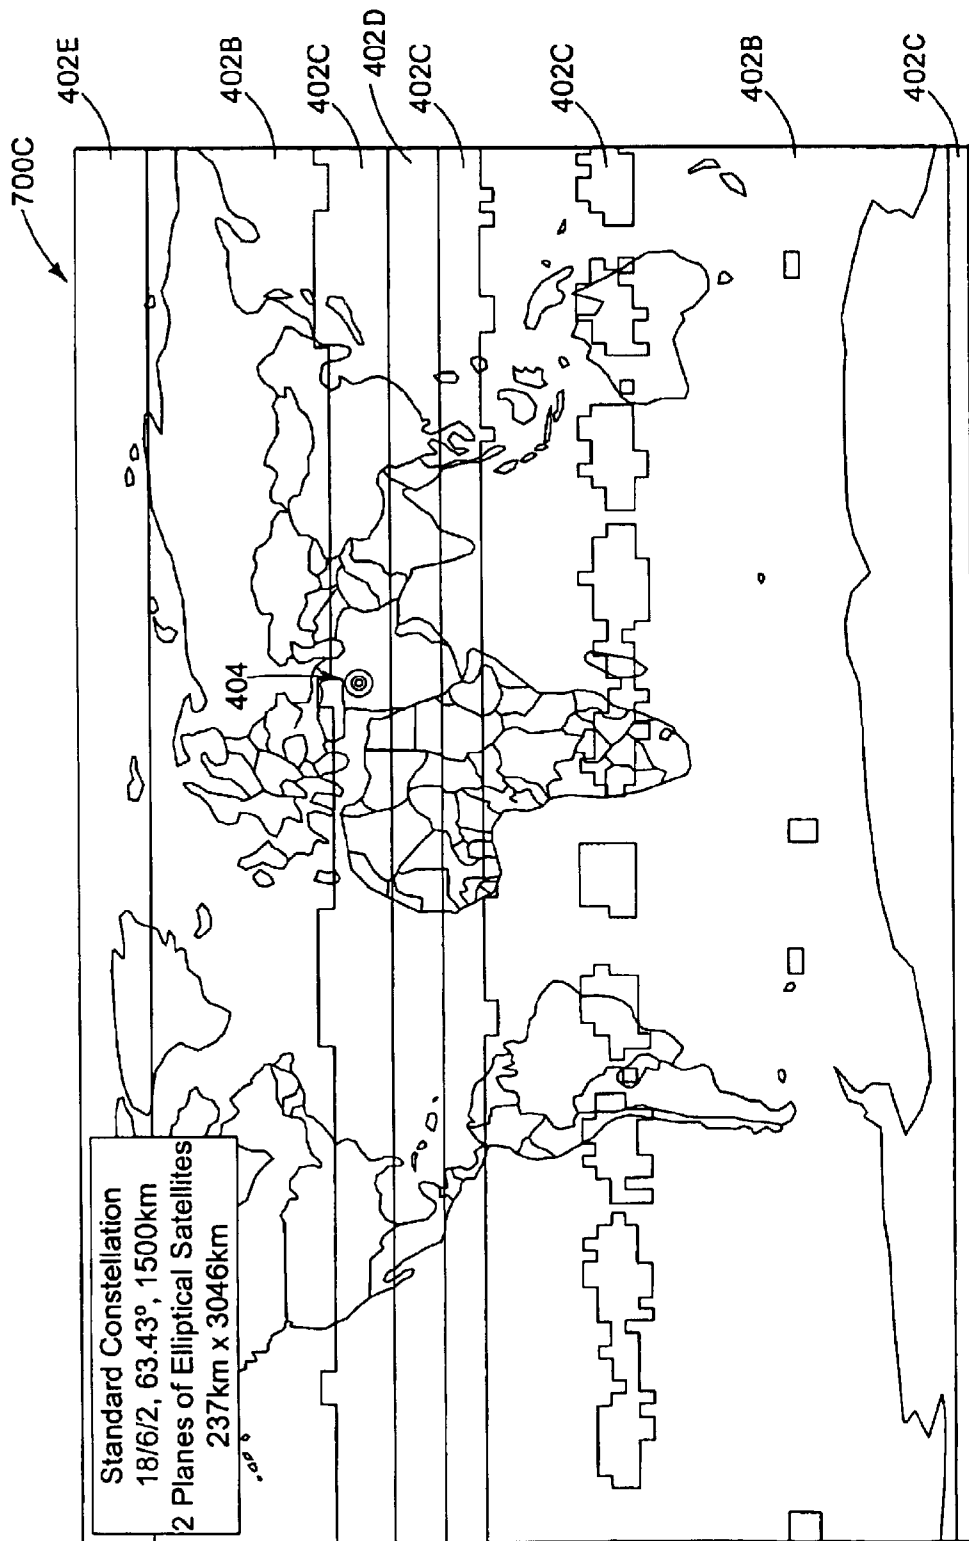 700C
402E
402B
402C
402D
402C
402C
402B
402C
404
Standard Constellation
18/6/2, 63.43º, 1500km
2 Planes of Elliptical Satellites
237km x 3046km